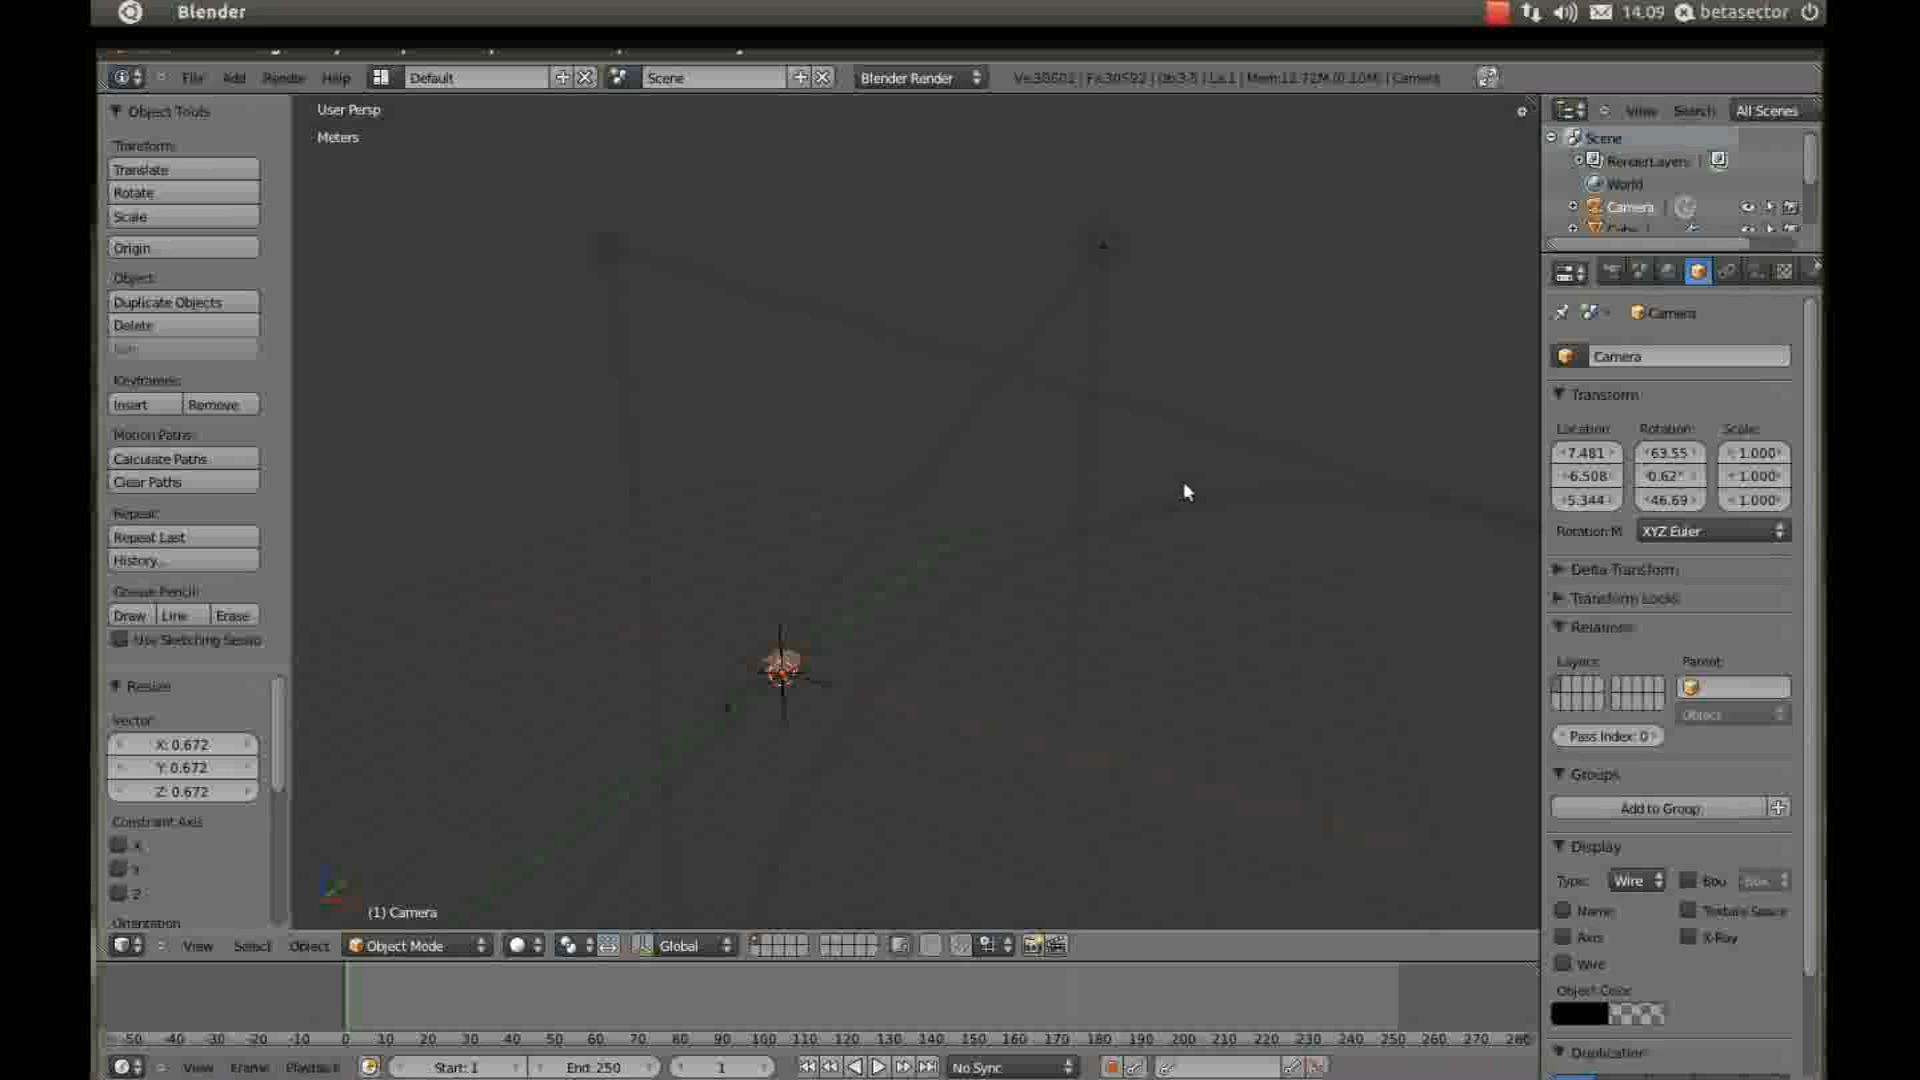 Blender
14.09 betasector
File Add Render Help Default Scene Blender Render
Object Tools
Transform:
Translate
Rotate
Scale
Origin
Object:
Duplicate Objects
Delete
Keyframes:
Insert Remove
Motion Paths:
Calculate Paths
Clear Paths
Repeat:
Repeat Last
History...
Grease Pencil:
Draw Line Erase
Use Sketching Sessio
Resize
Vector
X: 0.672
Y: 0.672
Z: 0.672
Constraint Axis
X
Y
Z
Orientation
User Persp
Meters
(1) Camera
View Select Object Object Mode Global
-50 -40 -30 -20 -10 0 10 20 30 40 50 60 70 80 90 100 110 120 130 140 150 160 170 180 190 200 210 220 230 240 250 260 270 280
View Frame Playback Start: 1 End: 250 1 No Sync
View Search All Scenes
Scene
RenderLayers
World
Camera
Cube
Camera
Camera
Transform
Location: Rotation: Scale:
7.481 63.55 1.000
-6.508 0.62° 1.000
5.344 46.69 1.000
Rotation M XYZ Euler
Delta Transform
Transform Locks
Relations
Layers: Parent:
Object
Pass Index: 0
Groups
Add to Group
Display
Type: Wire Bou
Name Texture Space
Axis X-Ray
Wire
Object Color:
Duplication